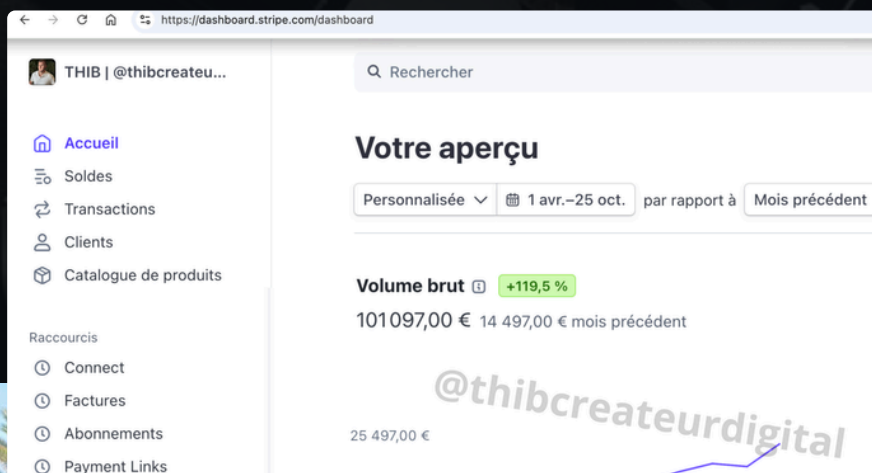 https://dashboard.stripe.com/dashboard
THIB | @thibcreateu...
Rechercher
Accueil
Soldes
Transactions
Clients
Catalogue de produits
Raccourcis
Connect
Factures
Abonnements
Payment Links
Votre aperçu
Personnalisée 1 avr.–25 oct. par rapport à Mois précédent
Volume brut +119,5 %
101 097,00 € 14 497,00 € mois précédent
@thibcreateurdigital
25 497,00 €